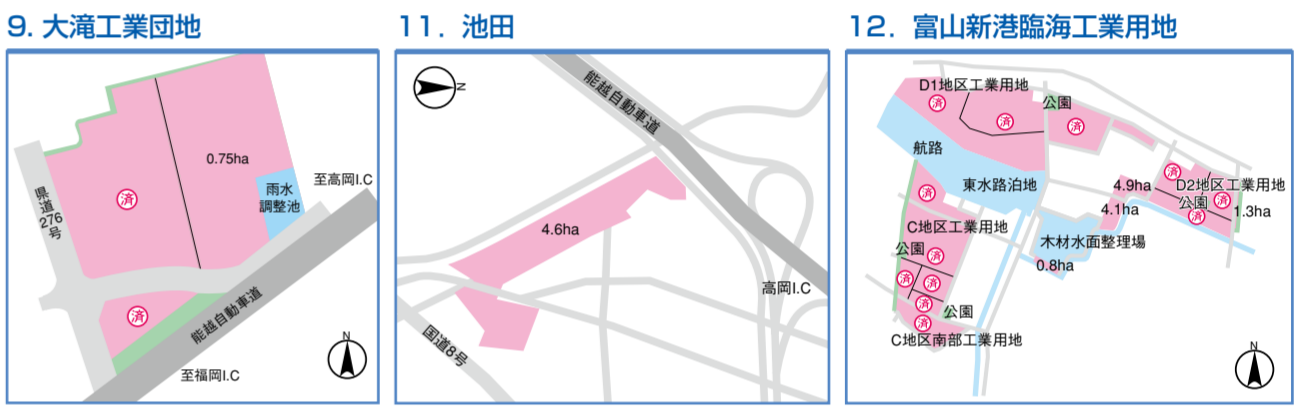 9. 大滝工業団地
県道
276
号
済
0.75ha
雨水
調整池
至高岡I.C
済
能越自動車道
至福岡I.C
N
11. 池田
N
能越自動車道
4.6ha
高岡I.C
国道8号
12. 富山新港臨海工業用地
D1地区工業用地
済
済
公園
済
航路
東水路泊地
済
4.9ha
済
D2地区工業用地
公園
済
済
4.1ha
1.3ha
C地区工業用地
木材水面整理場
0.8ha
公園
済
済
済
済
公園
済
C地区南部工業用地
N